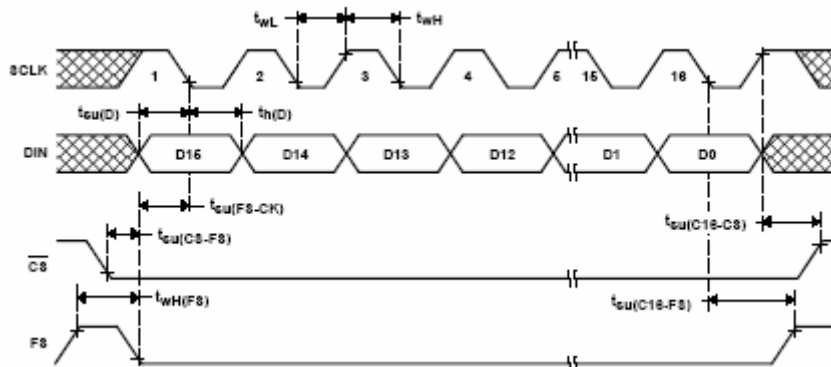 twL twH
SCLK 1 2 3 4 5 15 16
tsu(D) th(D)
DIN D15 D14 D13 D12 D1 D0
tsu(FS-CK)
tsu(CS-FS) tsu(C16-CS)
CS
twH(FS) tsu(C16-FS)
FS